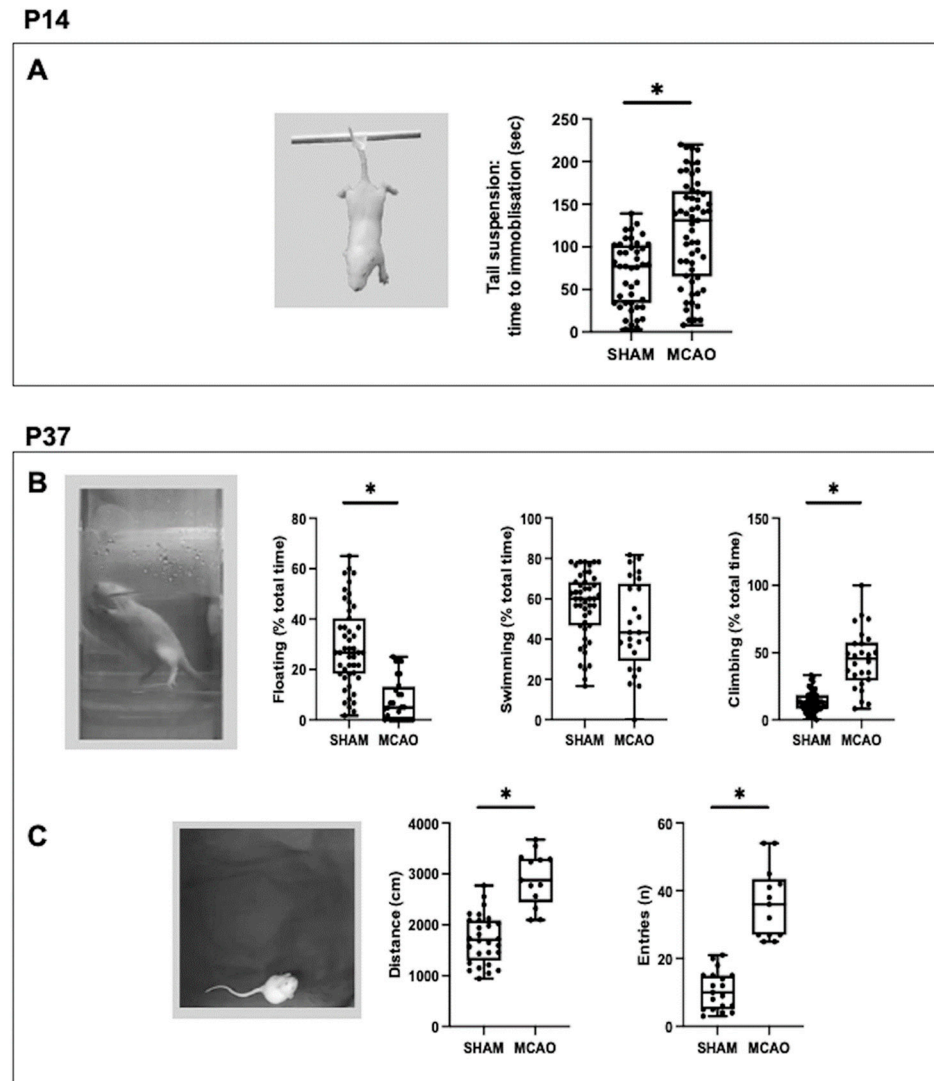 P14
A
*
Tail suspension:
time to immoblisation (sec)
250
200
150
100
50
0
SHAM MCAO
P37
B
*
Floating (% total time)
80
60
40
20
0
SHAM MCAO
Swimming (% total time)
100
80
60
40
20
0
SHAM MCAO
*
Climbing (% total time)
150
100
50
0
SHAM MCAO
C
*
Distance (cm)
4000
3000
2000
1000
0
SHAM MCAO
*
Entries (n)
60
40
20
0
SHAM MCAO